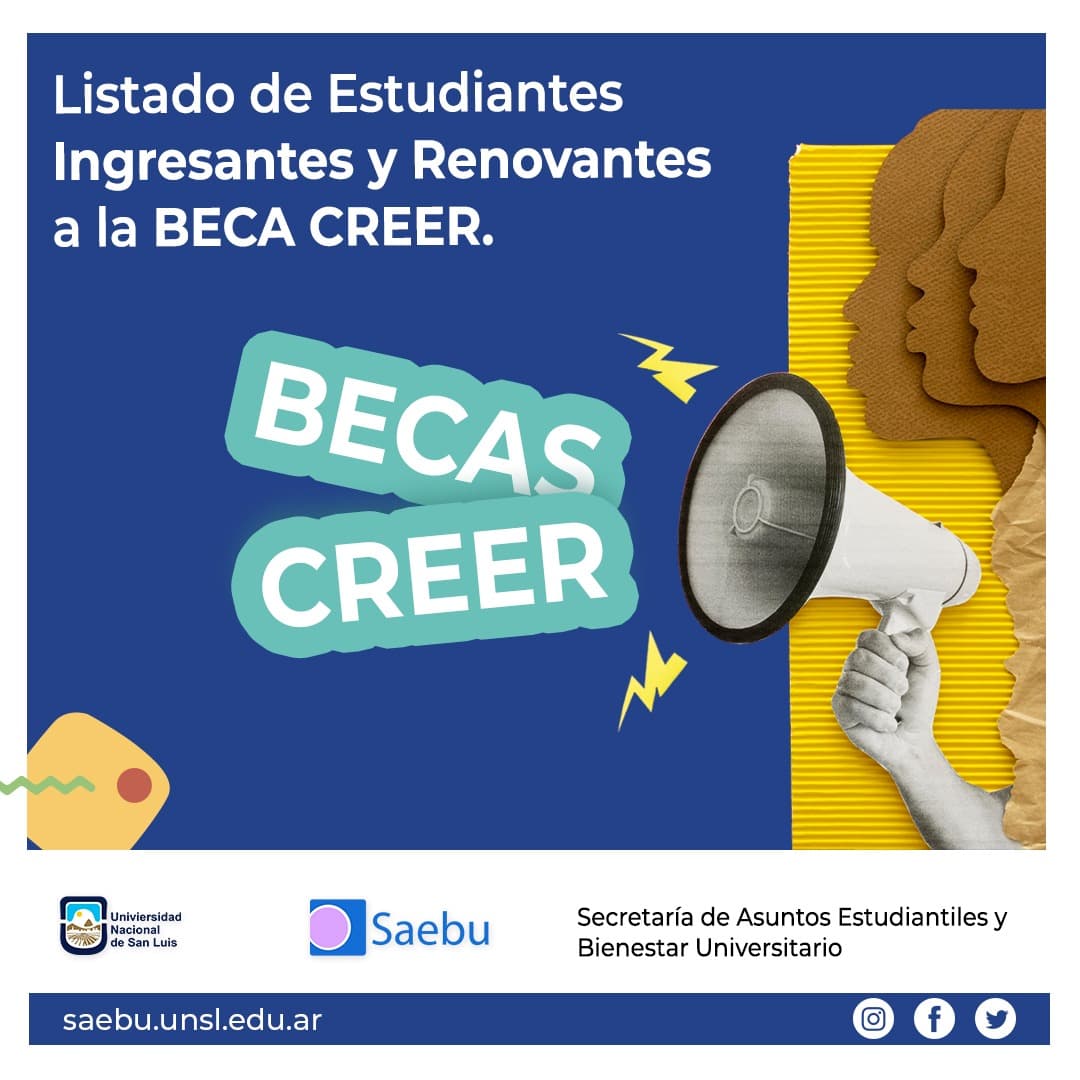 Listado de Estudiantes
Ingresantes y Renovantes
a la BECA CREER.
BECAS
CREER
Univiersidad
Nacional
de San Luis
Saebu
Secretaría de Asuntos Estudiantiles y
Bienestar Universitario
saebu.unsl.edu.ar